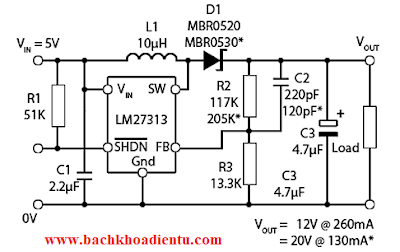 D1
L1
MBR0520
V_IN = 5V
10µH
MBR0530*
V_OUT
R2
C2
R1
V_IN
SW
117K
220pF
51K
LM27313
205K*
120pF*
+
SHDN
FB
C3
4.7µF
Load
Gnd
R3
C1
13.3K
C3
2.2µF
4.7µF
0V
V_OUT = 12V @ 260mA
= 20V @ 130mA*
www.bachkhoadientu.com